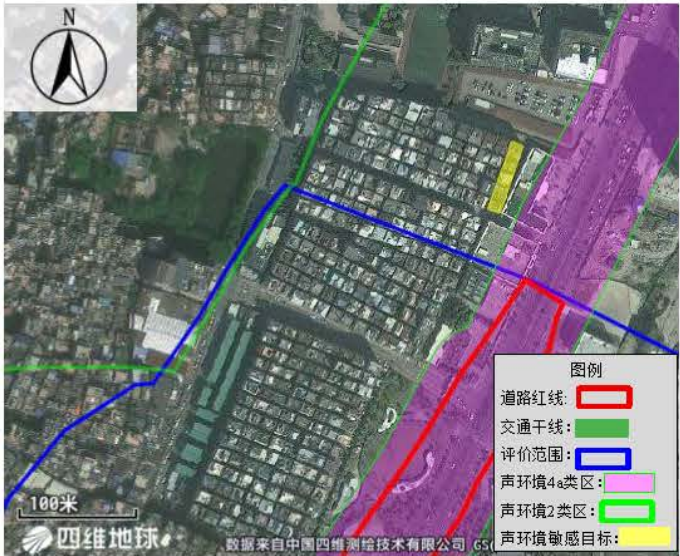 N
图例
道路红线:
交通干线:
评价范围:
声环境4a类区:
声环境2类区:
声环境敏感目标:
100米
四维地球
数据来自中国四维测绘技术有限公司 GS(